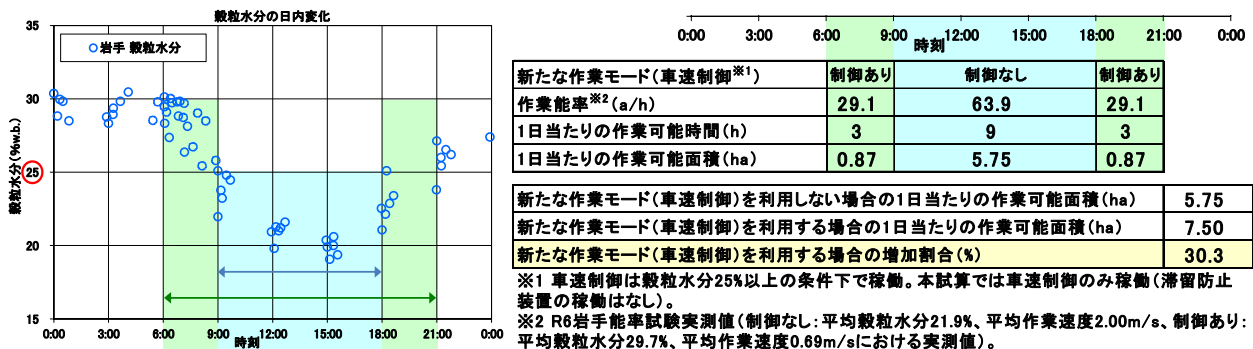 穀粒水分の日内変化
岩手 穀粒水分
穀粒水分(%w.b.)
35
30
25
20
15
0:00 3:00 6:00 9:00 12:00 15:00 18:00 21:00 0:00
時刻
0:00 3:00 6:00 9:00 12:00 15:00 18:00 21:00 0:00
時刻
新たな作業モード(車速制御※1) 制御あり 制御なし 制御あり
作業能率※2(a/h) 29.1 63.9 29.1
1日当たりの作業可能時間(h) 3 9 3
1日当たりの作業可能面積(ha) 0.87 5.75 0.87
新たな作業モード(車速制御)を利用しない場合の1日当たりの作業可能面積(ha) 5.75
新たな作業モード(車速制御)を利用する場合の1日当たりの作業可能面積(ha) 7.50
新たな作業モード(車速制御)を利用する場合の増加割合(%) 30.3
※1 車速制御は穀粒水分25%以上の条件下で稼働。本試算では車速制御のみ稼働(滞留防止
装置の稼働はなし)。
※2 R6岩手能率試験実測値(制御なし:平均穀粒水分21.9%、平均作業速度2.00m/s、制御あり:
平均穀粒水分29.7%、平均作業速度0.69m/sにおける実測値)。